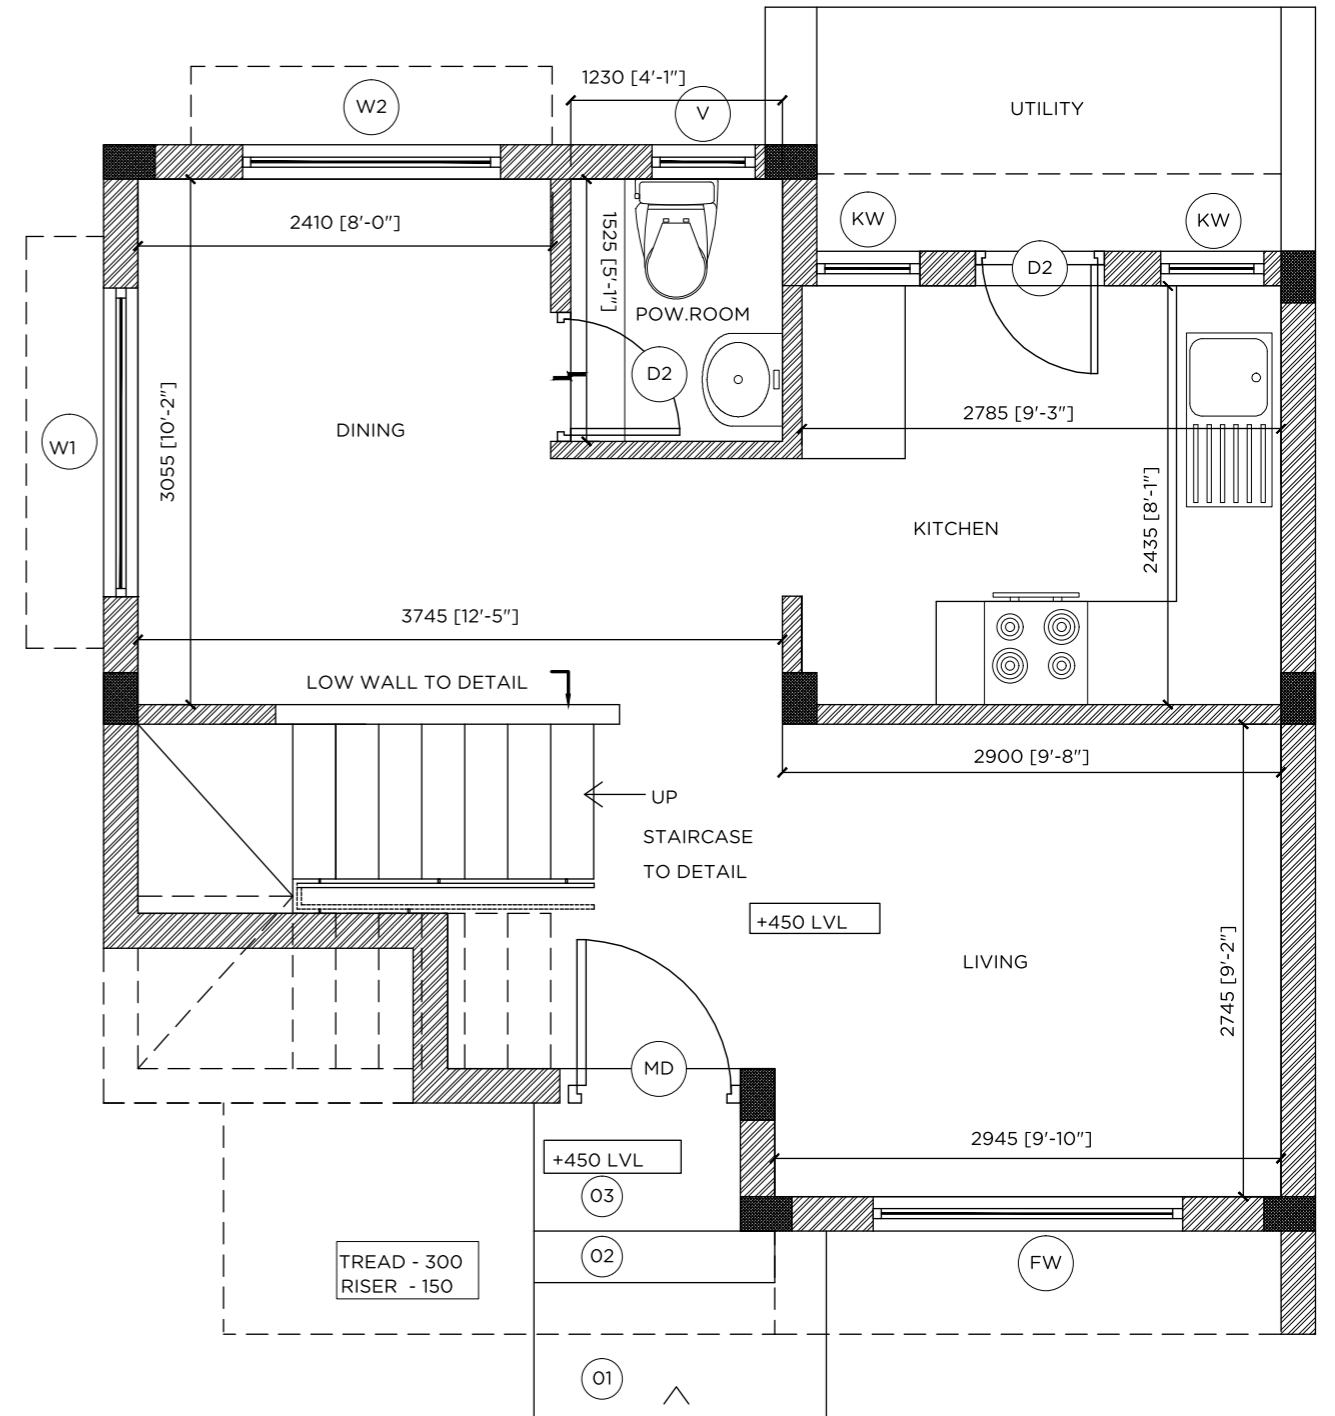 1230 [4'-1"]
W2
V
UTILITY
2410 [8'-0"]
1525 [5'-1"]
KW
KW
D2
POW.ROOM
D2
3055 [10'-2"]
DINING
2785 [9'-3"]
W1
2435 [8'-1"]
KITCHEN
3745 [12'-5"]
LOW WALL TO DETAIL
2900 [9'-8"]
UP
STAIRCASE
TO DETAIL
+450 LVL
LIVING
2745 [9'-2"]
MD
2945 [9'-10"]
+450 LVL
03
02
TREAD - 300
RISER - 150
FW
01